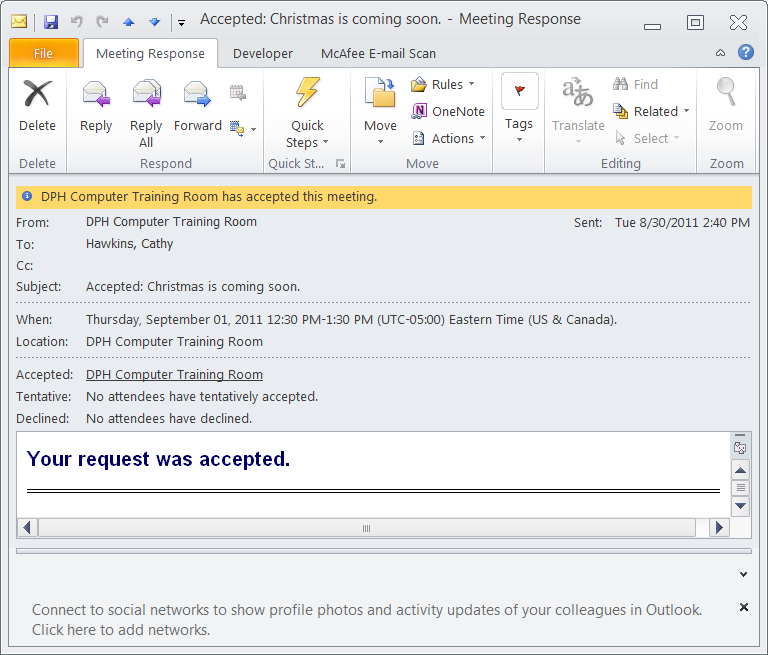 Accepted: Christmas is coming soon. - Meeting Response
File Meeting Response Developer McAfee E-mail Scan
Delete
Delete
Reply
Reply All
Forward
Respond
Quick Steps
Quick St...
Move
Rules
OneNote
Actions
Move
Tags
Translate
Find
Related
Select
Editing
Zoom
Zoom
DPH Computer Training Room has accepted this meeting.
From: DPH Computer Training Room Sent: Tue 8/30/2011 2:40 PM
To: Hawkins, Cathy
Cc:
Subject: Accepted: Christmas is coming soon.
When: Thursday, September 01, 2011 12:30 PM-1:30 PM (UTC-05:00) Eastern Time (US & Canada).
Location: DPH Computer Training Room
Accepted: DPH Computer Training Room
Tentative: No attendees have tentatively accepted.
Declined: No attendees have declined.
Your request was accepted.
Connect to social networks to show profile photos and activity updates of your colleagues in Outlook.
Click here to add networks.